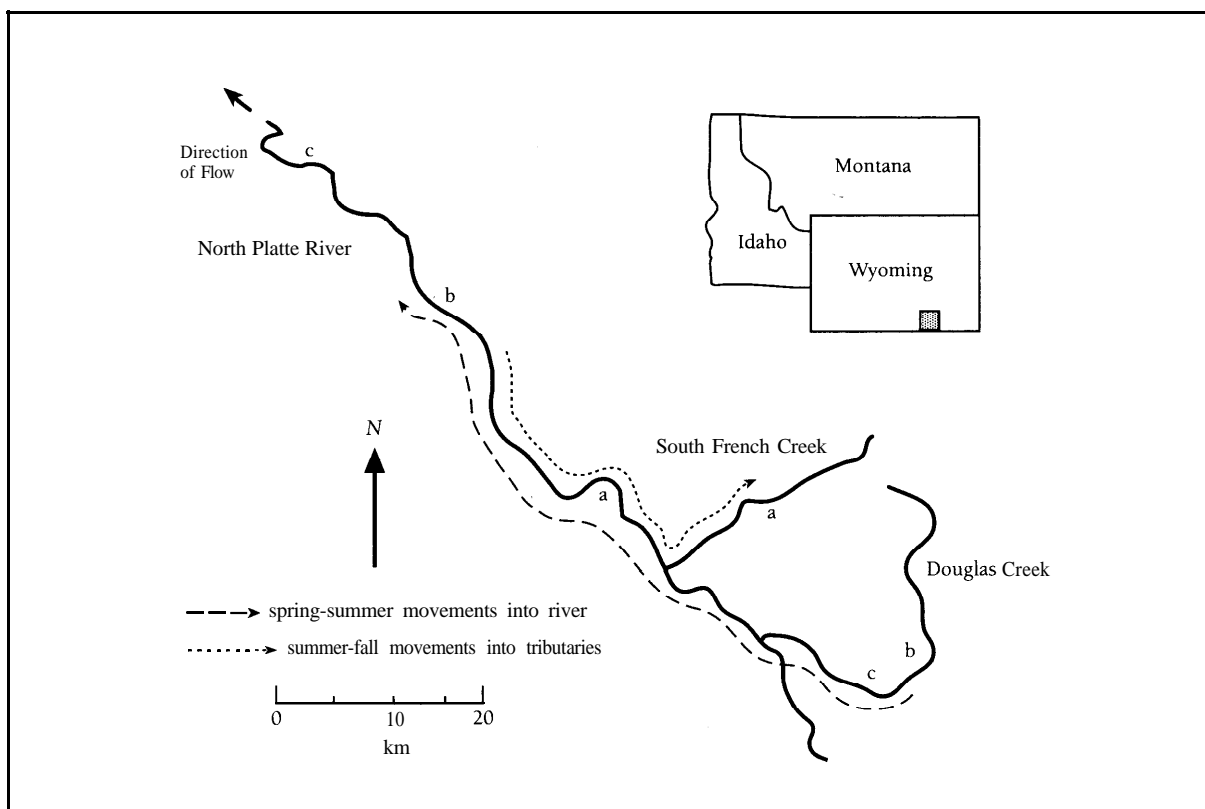 Direction
of Flow
c
North Platte River
b
Montana
Idaho
Wyoming
N
South French Creek
a
a
Douglas Creek
b
c
spring-summer movements into river
summer-fall movements into tributaries
0 10 20
km